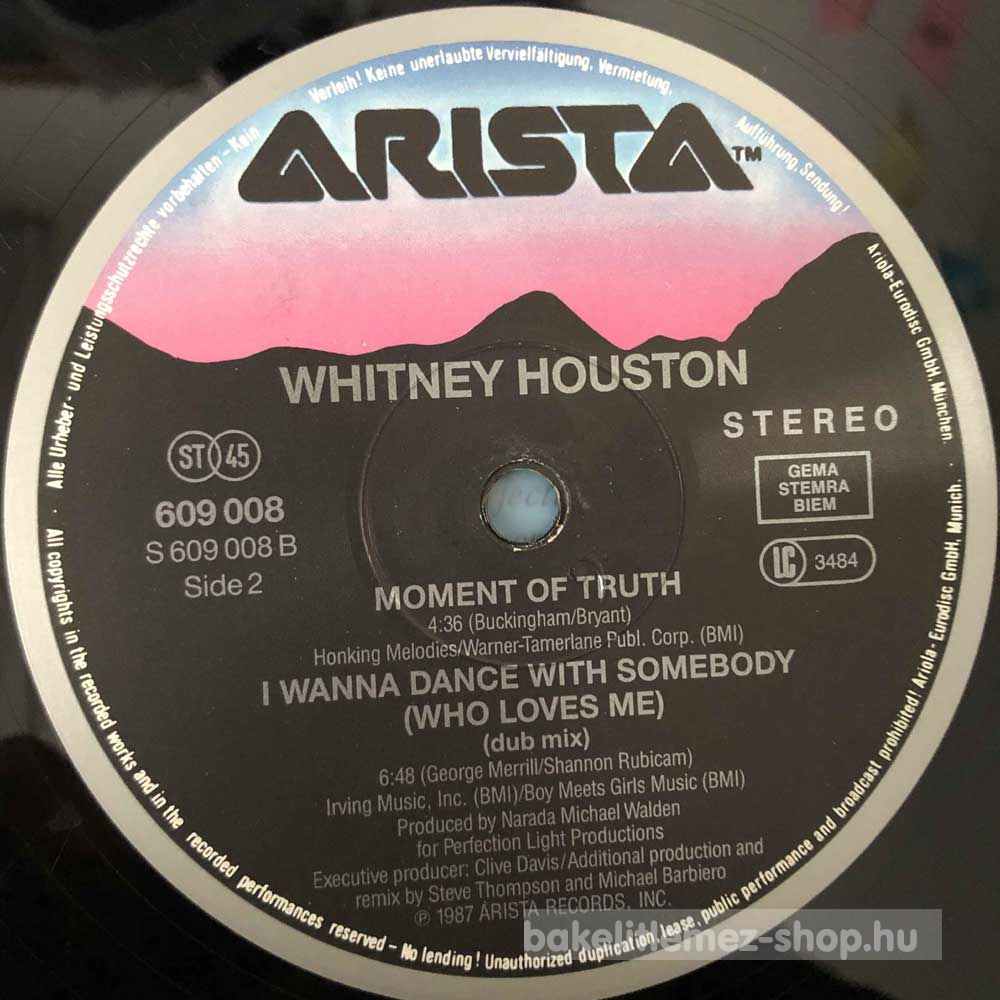 Alle Urheber- und Leistungsschutzrechte vorbehalten – Kein Verleih! Keine unerlaubte Vervielfältigung, Vermietung, Aufführung, Sendung!
ARISTA™
Ariola-Eurodisc GmbH, München.
WHITNEY HOUSTON
STEREO
ST 45
GEMA
STEMRA
BIEM
609 008
S 609 008 B
Side 2
LC 3484
MOMENT OF TRUTH
4:36 (Buckingham/Bryant)
Honking Melodies/Warner-Tamerlane Publ. Corp. (BMI)
I WANNA DANCE WITH SOMEBODY
(WHO LOVES ME)
(dub mix)
6:48 (George Merrill/Shannon Rubicam)
Irving Music, Inc. (BMI)/Boy Meets Girls Music (BMI)
Produced by Narada Michael Walden
for Perfection Light Productions
Executive producer: Clive Davis/Additional production and
remix by Steve Thompson and Michael Barbiero
℗ 1987 ARISTA RECORDS, INC.
All copyrights in the recorded works and in the recorded performances reserved – No lending! Unauthorized duplication, lease, public performance and broadcast prohibited! Ariola-Eurodisc GmbH, Munich.
bakelitlemez-shop.hu